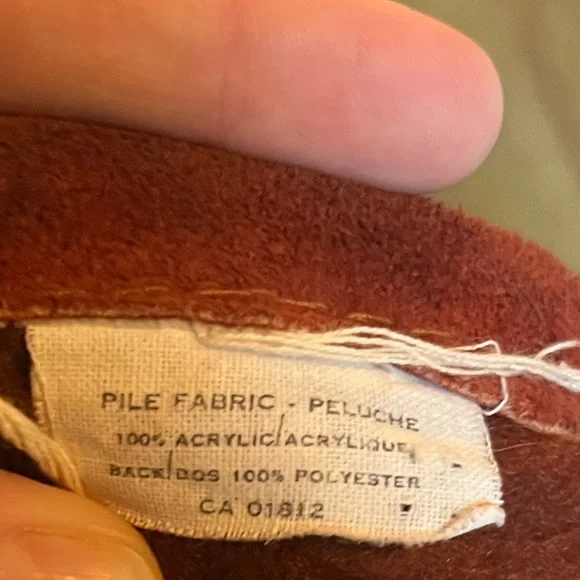 PILE FABRIC - PELUCHE
100% ACRYLIC/ACRYLIQUE
BACK/DOS 100% POLYESTER
CA 01812